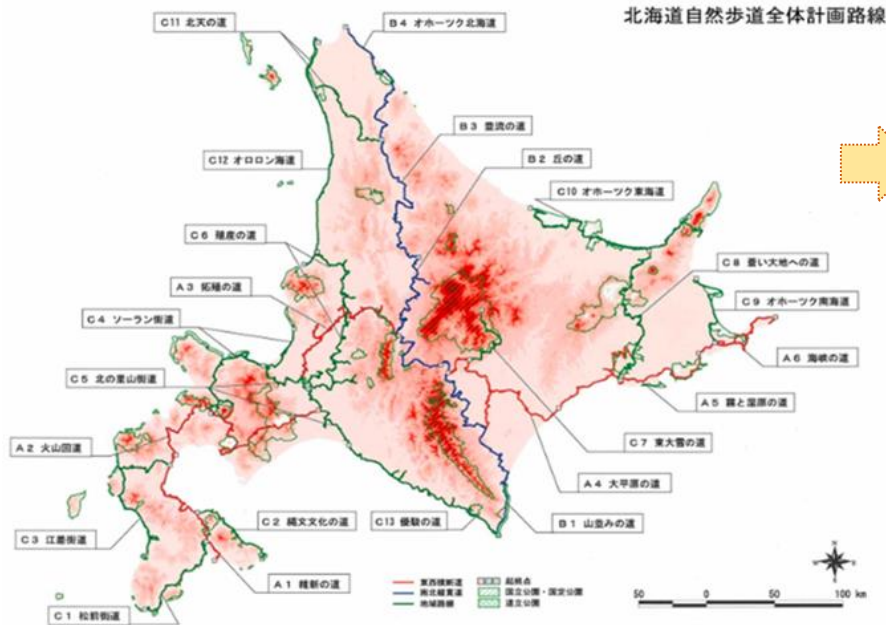 北海道自然歩道全体計画路線
C11 北天の道
B4 オホーツク北海道
B3 豊流の道
C12 オロロン海道
B2 丘の道
C10 オホーツク東海道
C6 殖産の道
A3 拓殖の道
C8 蒼い大地への道
C4 ソーラン街道
C9 オホーツク南海道
C5 北の里山街道
A6 海峡の道
A5 霧と湿原の道
A2 火山回道
C7 東大雪の道
A4 大平原の道
C3 江差街道
C2 縄文文化の道
C13 優駿の道
B1 山並みの道
A1 維新の道
C1 松前街道
東西横断道
南北縦貫道
地域路線
起終点
国立公園・国定公園
道立公園
N
50 0 50 100 km